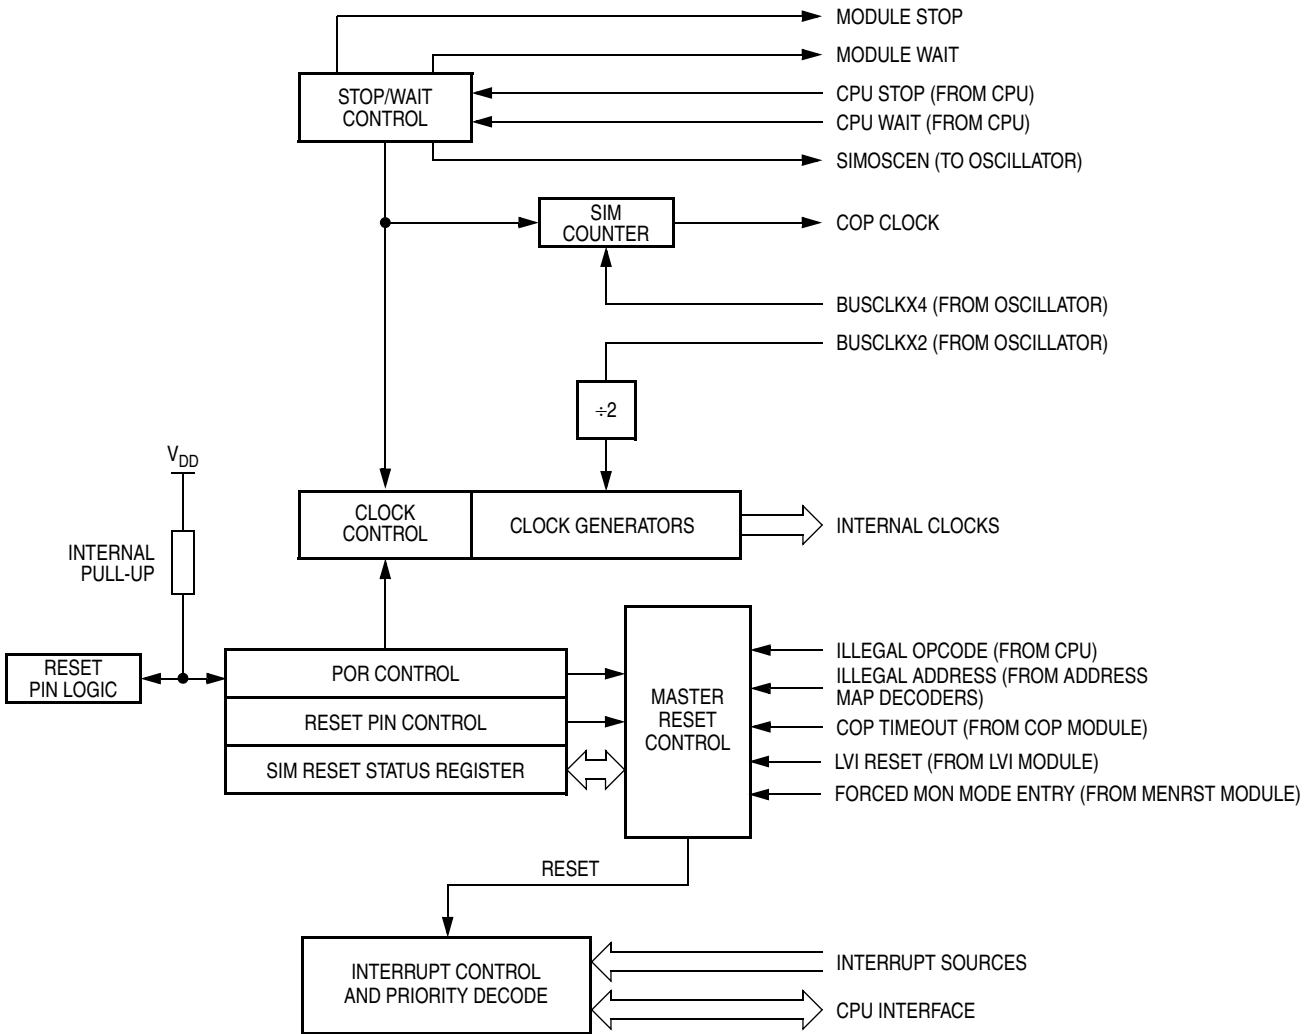 MODULE STOP
MODULE WAIT
STOP/WAIT
CONTROL
CPU STOP (FROM CPU)
CPU WAIT (FROM CPU)
SIMOSCEN (TO OSCILLATOR)
SIM
COUNTER
COP CLOCK
BUSCLKX4 (FROM OSCILLATOR)
BUSCLKX2 (FROM OSCILLATOR)
÷2
VDD
CLOCK
CONTROL
CLOCK GENERATORS
INTERNAL CLOCKS
INTERNAL
PULL-UP
RESET
PIN LOGIC
POR CONTROL
RESET PIN CONTROL
SIM RESET STATUS REGISTER
MASTER
RESET
CONTROL
ILLEGAL OPCODE (FROM CPU)
ILLEGAL ADDRESS (FROM ADDRESS
MAP DECODERS)
COP TIMEOUT (FROM COP MODULE)
LVI RESET (FROM LVI MODULE)
FORCED MON MODE ENTRY (FROM MENRST MODULE)
RESET
INTERRUPT CONTROL
AND PRIORITY DECODE
INTERRUPT SOURCES
CPU INTERFACE